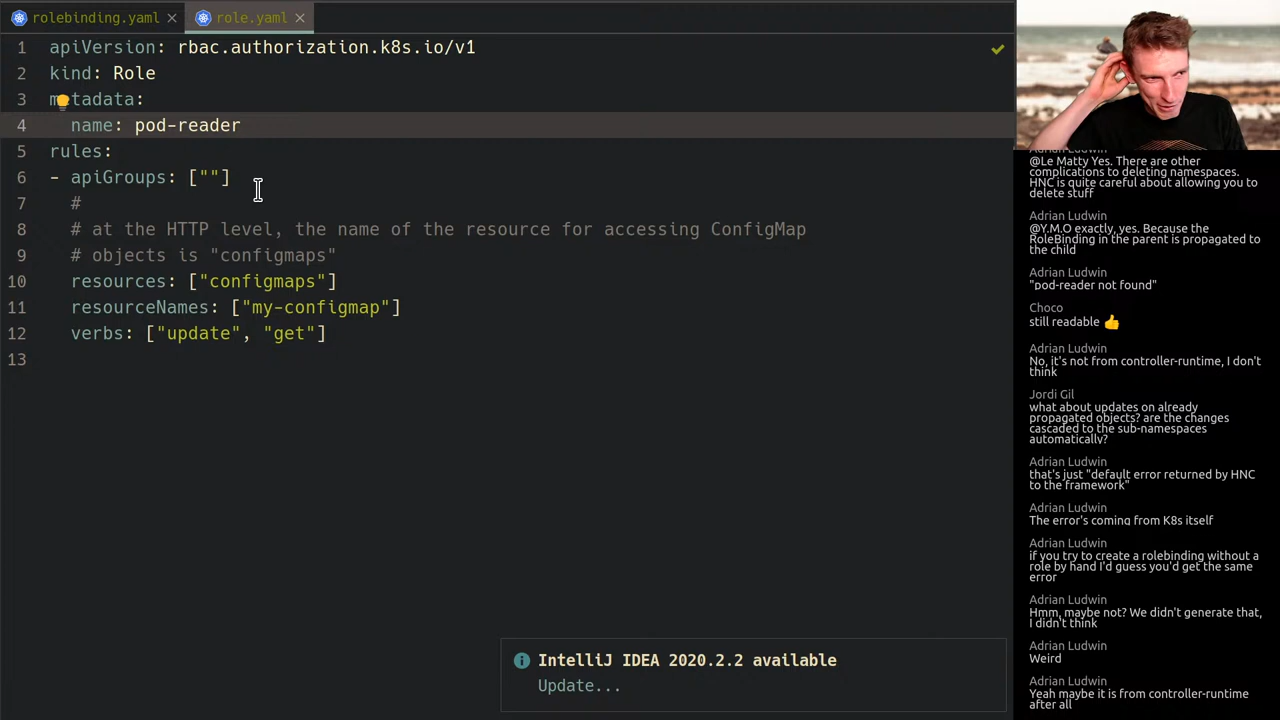 rolebinding.yaml
role.yaml
1 apiVersion: rbac.authorization.k8s.io/v1
2 kind: Role
3 metadata:
4 name: pod-reader
5 rules:
6 - apiGroups: [""]
7 #
8 # at the HTTP level, the name of the resource for accessing ConfigMap
9 # objects is "configmaps"
10 resources: ["configmaps"]
11 resourceNames: ["my-configmap"]
12 verbs: ["update", "get"]
13
IntelliJ IDEA 2020.2.2 available
Update...
Adrian Ludwin
@Le Matty Yes. There are other
complications to deleting namespaces.
HNC is quite careful about allowing you to
delete stuff
Adrian Ludwin
@Y.M.O exactly, yes. Because the
RoleBinding in the parent is propagated to
the child
Adrian Ludwin
"pod-reader not found"
Choco
still readable 👍
Adrian Ludwin
No, it's not from controller-runtime, I don't
think
Jordi Gil
what about updates on already
propagated objects? are the changes
cascaded to the sub-namespaces
automatically?
Adrian Ludwin
that's just "default error returned by HNC
to the framework"
Adrian Ludwin
The error's coming from K8s itself
Adrian Ludwin
if you try to create a rolebinding without a
role by hand I'd guess you'd get the same
error
Adrian Ludwin
Hmm, maybe not? We didn't generate that,
I didn't think
Adrian Ludwin
Weird
Adrian Ludwin
Yeah maybe it is from controller-runtime
after all